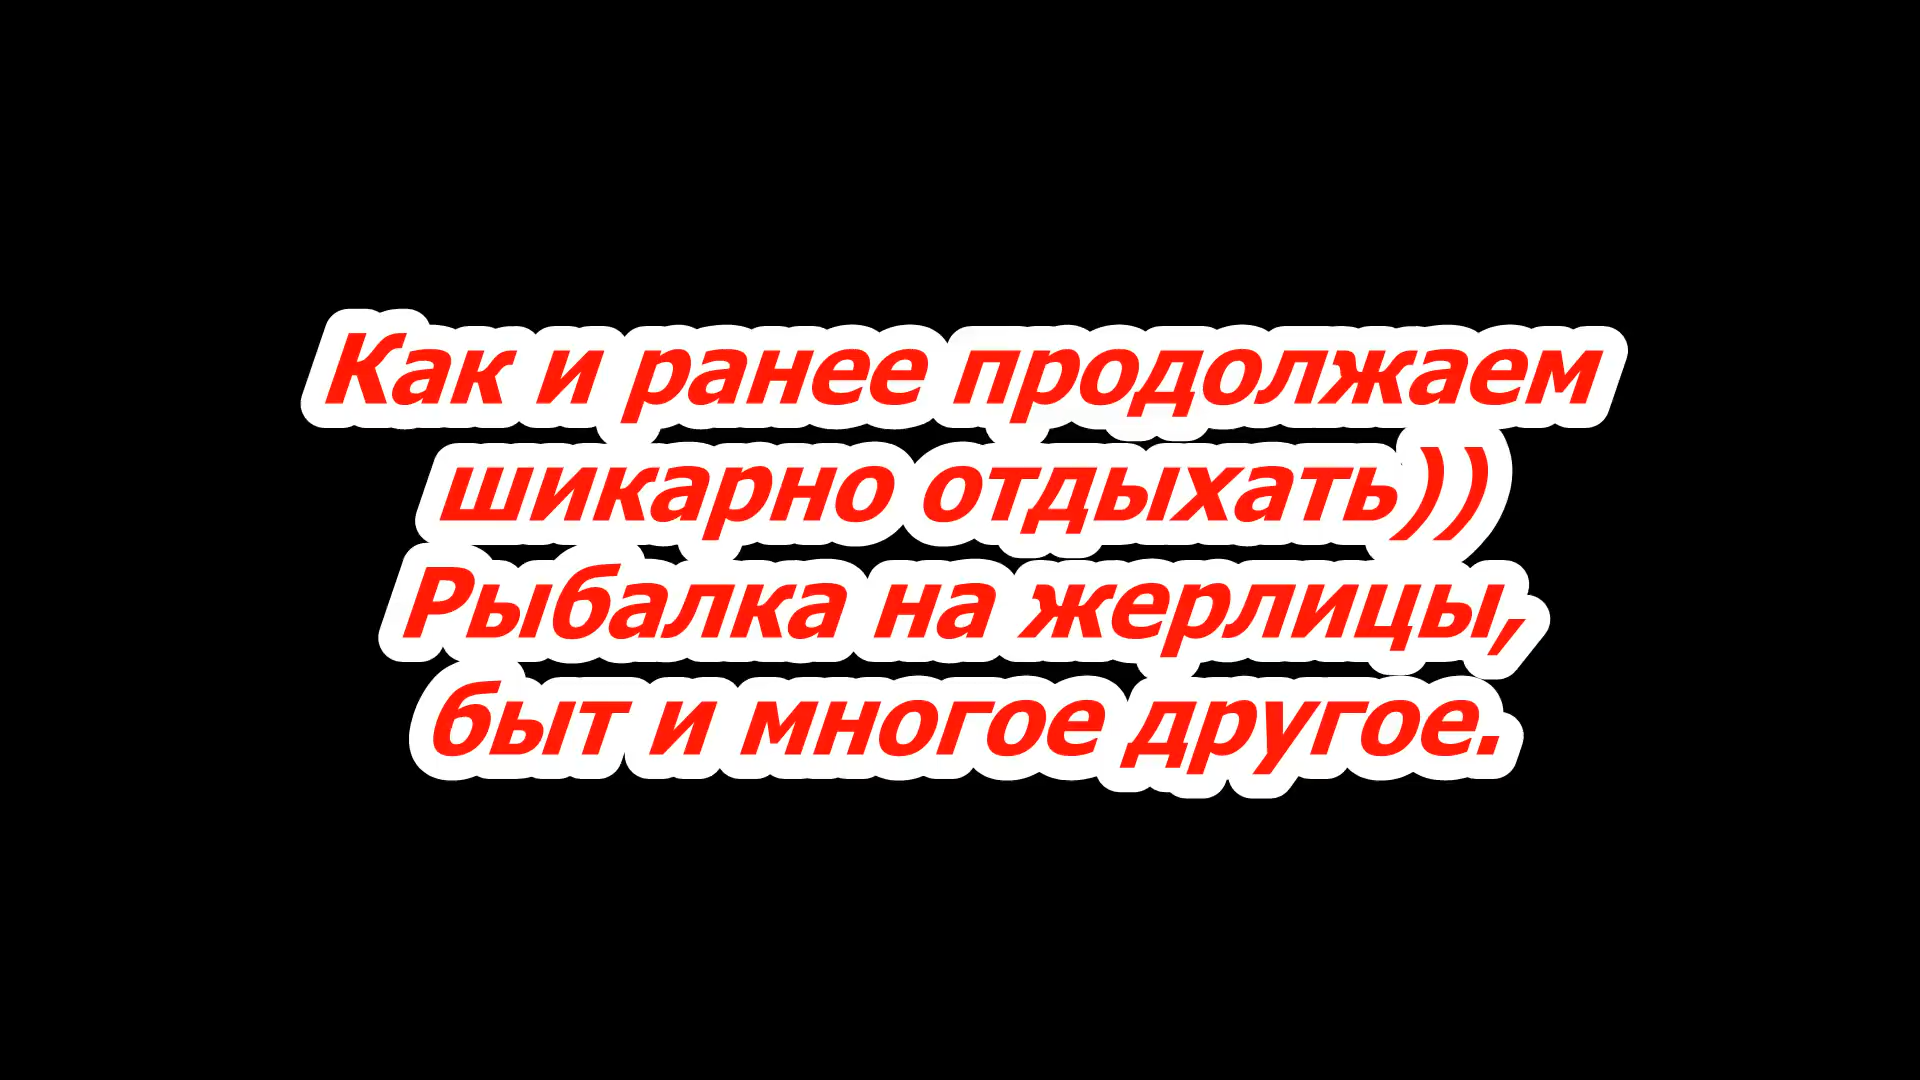 Как и ранее продолжаем
шикарно отдыхать))
Рыбалка на жерлицы,
быт и многое другое.